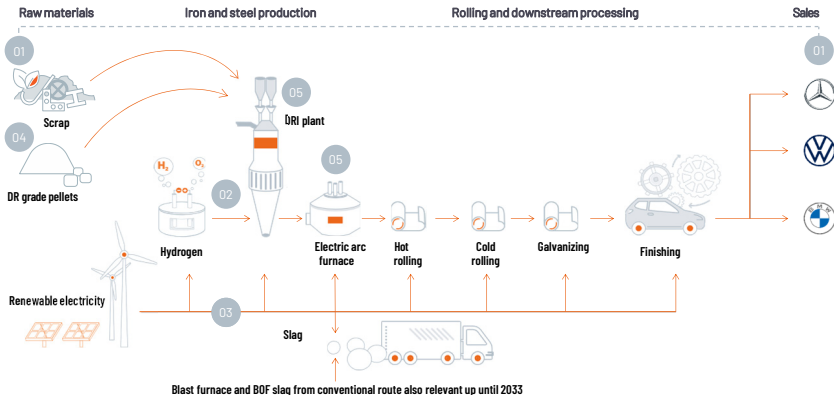 Raw materials
Iron and steel production
Rolling and downstream processing
Sales
01
01
Scrap
05
DRI plant
04
DR grade pellets
H₂
O₂
02
05
Hydrogen
Electric arc
furnace
Hot
rolling
Cold
rolling
Galvanizing
Finishing
BMW
Renewable electricity
03
Slag
Blast furnace and BOF slag from conventional route also relevant up until 2033